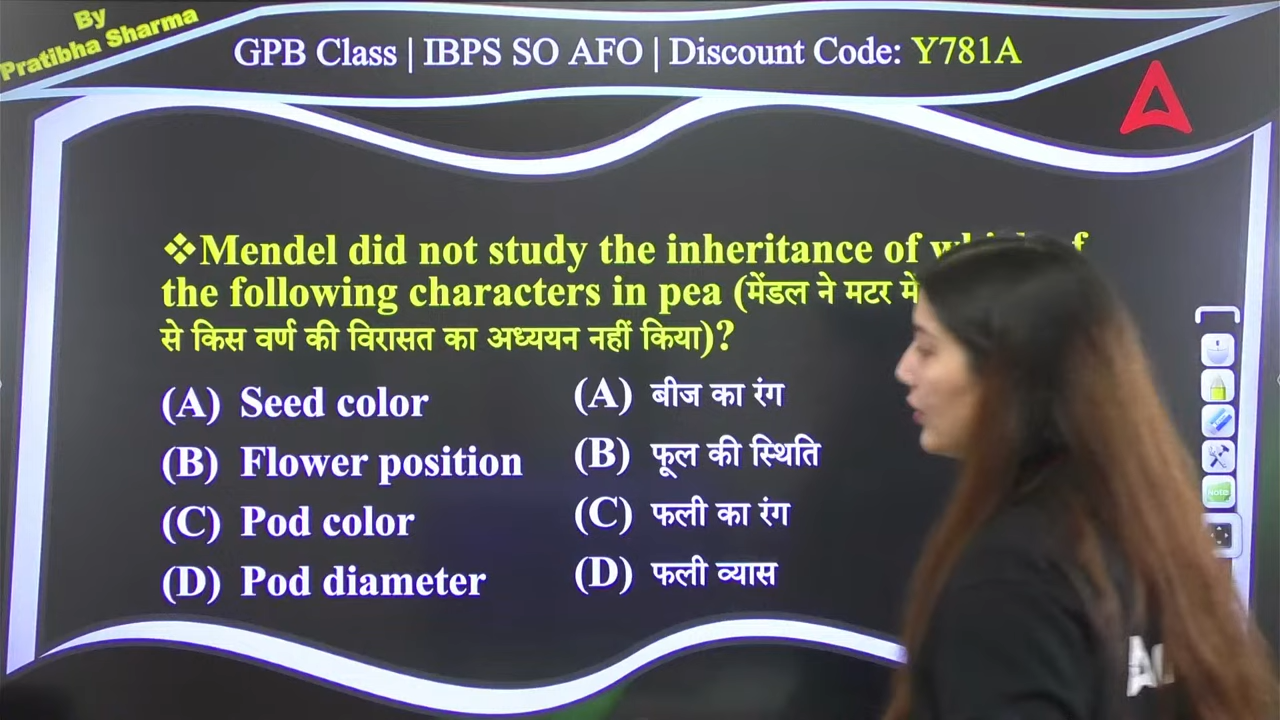 By
Pratibha Sharma
GPB Class | IBPS SO AFO | Discount Code: Y781A
❖Mendel did not study the inheritance of
the following characters in pea (मेंडल ने मटर में
से किस वर्ण की विरासत का अध्ययन नहीं किया)?
(A) Seed color
(B) Flower position
(C) Pod color
(D) Pod diameter
(A) बीज का रंग
(B) फूल की स्थिति
(C) फली का रंग
(D) फली व्यास